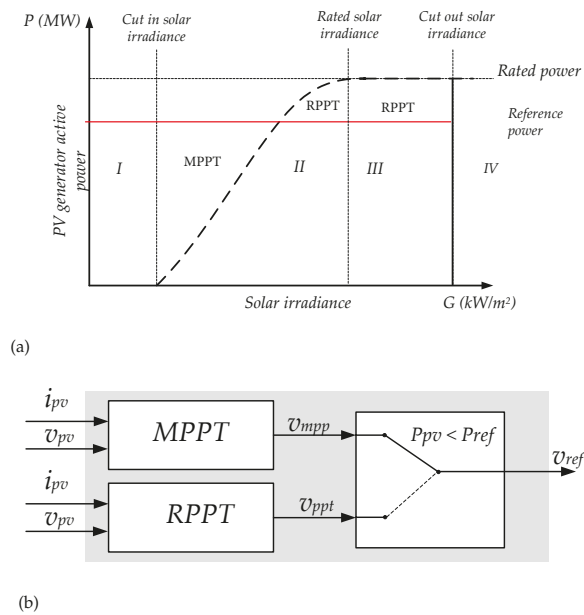 P (MW)
Cut in solar
irradiance
Rated solar
irradiance
Cut out solar
irradiance
Rated power
RPPT
RPPT
Reference
power
PV generator active
power
I
MPPT
II
III
IV
Solar irradiance
G (kW/m²)
(a)
ipv
vpv
MPPT
vmpp
Ppv < Pref
vref
ipv
vpv
RPPT
vppt
(b)